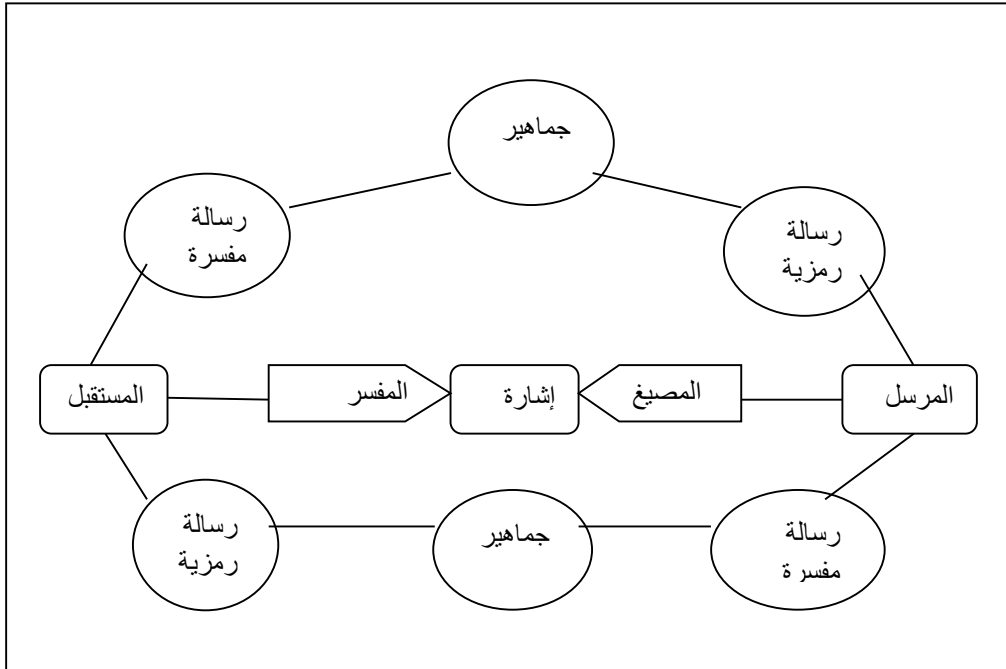 جماهير
رسالة
رمزية
رسالة
مفسرة
المرسل
المصيغ
إشارة
المفسر
المستقبل
رسالة
مفسرة
جماهير
رسالة
رمزية